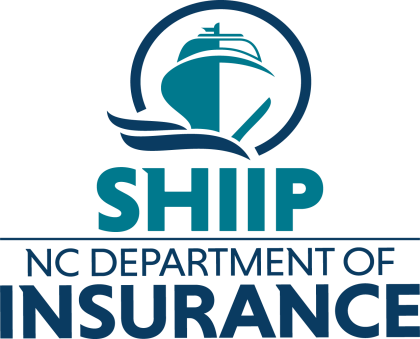 SHIIP
NC DEPARTMENT OF
INSURANCE